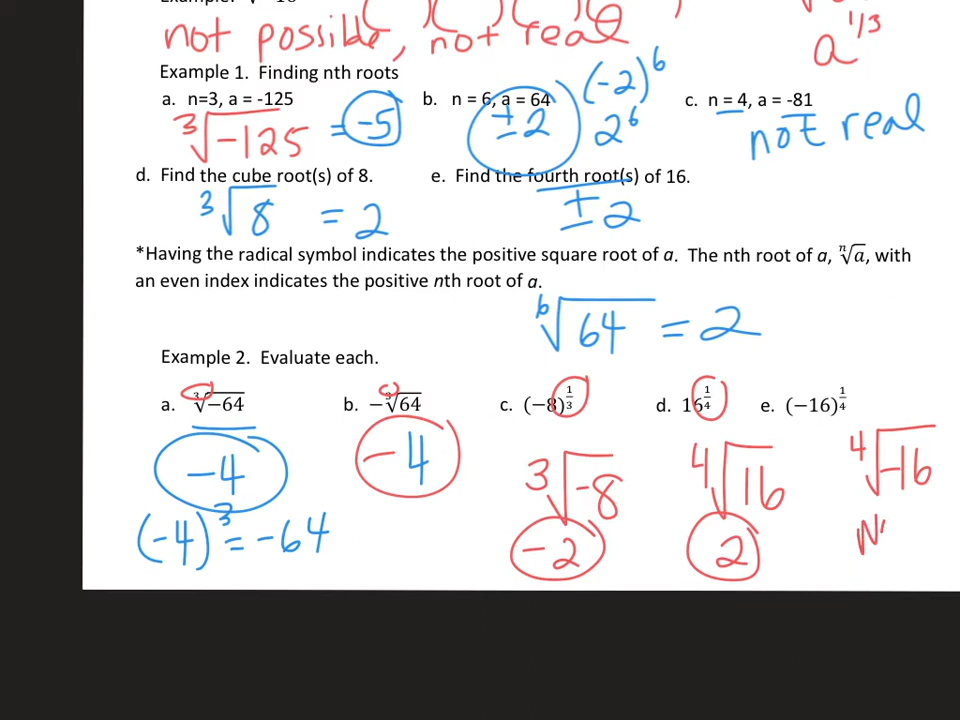 not possible, not real
a^{1/3}
Example 1. Finding nth roots
a. n=3, a = -125
b. n = 6, a = 64
(-2)^6
c. n = 4, a = -81
∛-125 = -5
±2
2^6
not real
d. Find the cube root(s) of 8.
e. Find the fourth root(s) of 16.
∛8 = 2
±2
*Having the radical symbol indicates the positive square root of a. The nth root of a, ⁿ√a, with
an even index indicates the positive nth root of a.
⁶√64 = 2
Example 2. Evaluate each.
a. ∛-64
b. -∛64
c. (-8)^{1/3}
d. 16^{1/4}
e. (-16)^{1/4}
-4
-4
∛-8
∜16
∜-16
(-4)^3 = -64
-2
2